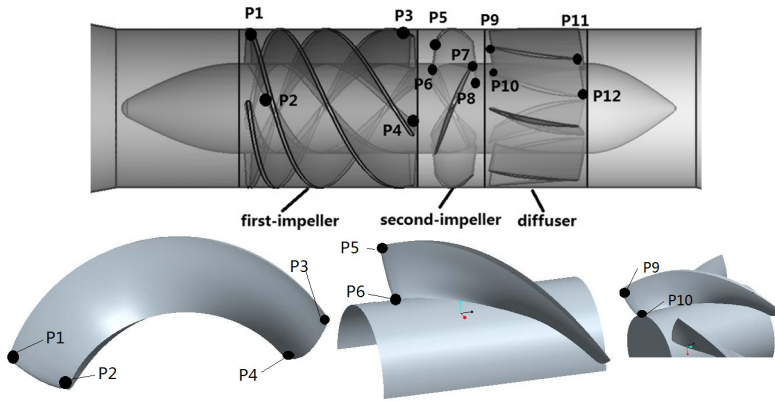 P1
P3
P5
P9
P11
P7
P6
P2
P8
P10
P12
P4
first-impeller
second-impeller
diffuser
P5
P3
P9
P6
P10
P1
P2
P4